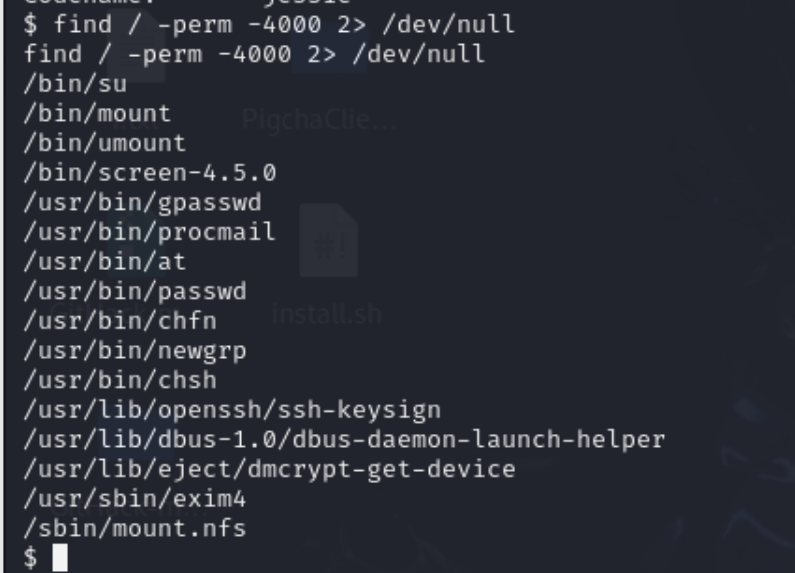 $ find / -perm -4000 2> /dev/null
find / -perm -4000 2> /dev/null
/bin/su
/bin/mount
PigchaClie...
/bin/umount
/bin/screen-4.5.0
/usr/bin/gpasswd
/usr/bin/procmail
/usr/bin/at
/usr/bin/passwd
/usr/bin/chfn
install.sh
/usr/bin/newgrp
/usr/bin/chsh
/usr/lib/openssh/ssh-keysign
/usr/lib/dbus-1.0/dbus-daemon-launch-helper
/usr/lib/eject/dmcrypt-get-device
/usr/sbin/exim4
/sbin/mount.nfs
$